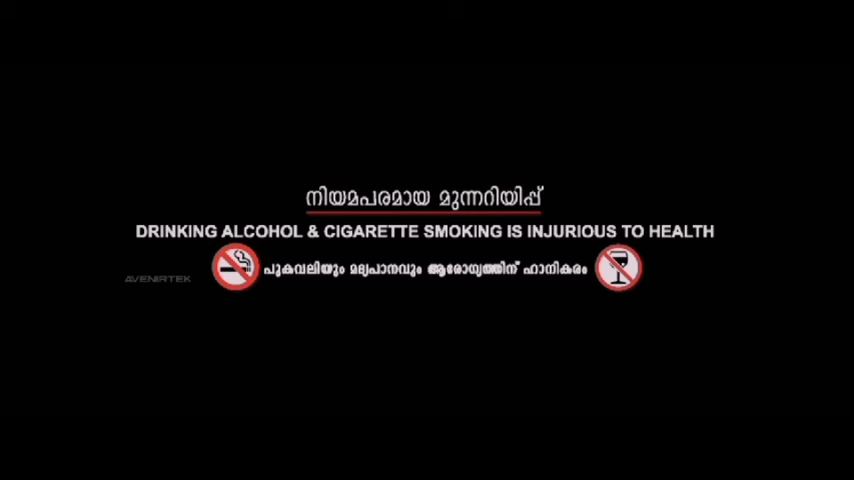 നിയമപരമായ മുന്നറിയിപ്പ്
DRINKING ALCOHOL & CIGARETTE SMOKING IS INJURIOUS TO HEALTH
പുകവലിയും മദ്യപാനവും ആരോഗ്യത്തിന് ഹാനികരം
AVENIRTEK